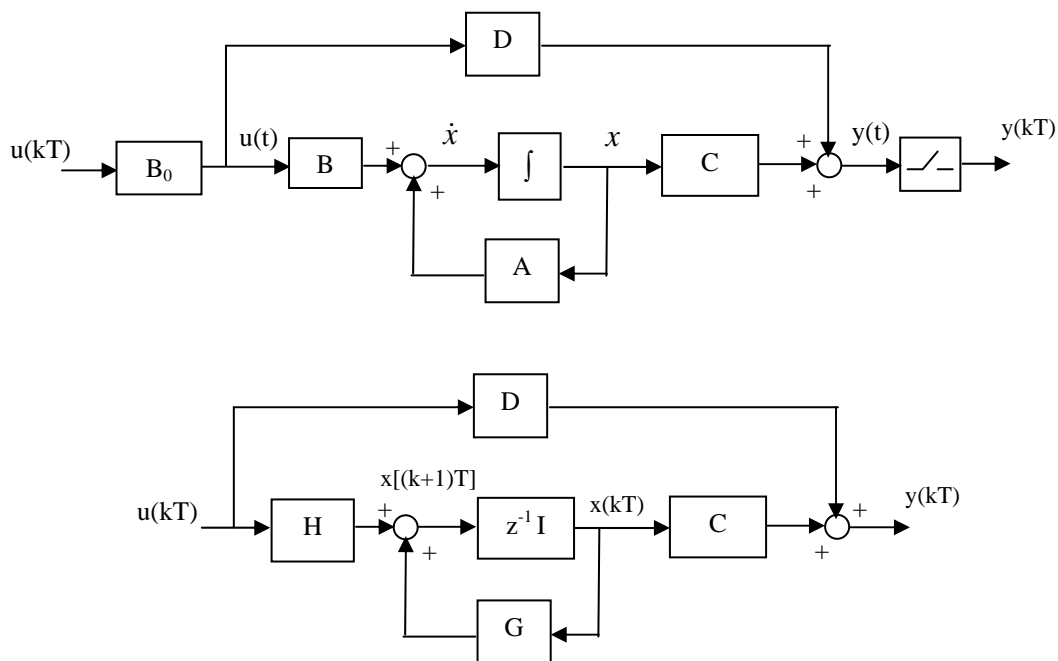 D
u(kT)
B₀
u(t)
B
+
+
ẋ
∫
x
C
+
+
y(t)
y(kT)
A
D
u(kT)
H
+
+
x[(k+1)T]
z⁻¹ I
x(kT)
C
+
+
y(kT)
G